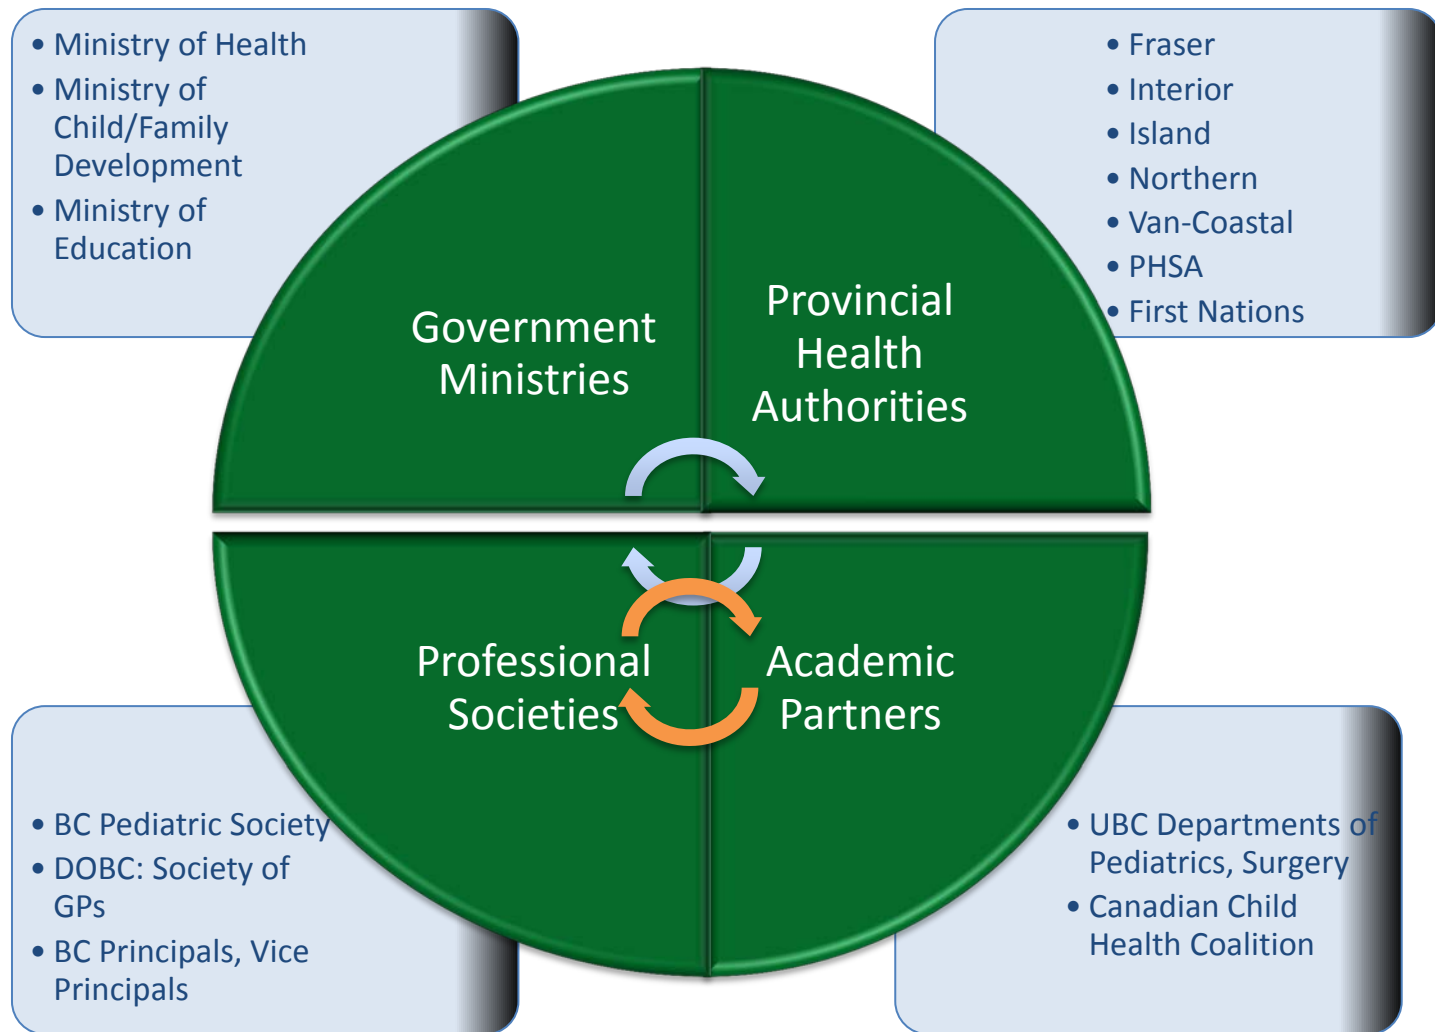 • Ministry of Health
• Ministry of
Child/Family
Development
• Ministry of
Education
• Fraser
• Interior
• Island
• Northern
• Van-Coastal
• PHSA
• First Nations
Government
Ministries
Provincial
Health
Authorities
Professional
Societies
Academic
Partners
• BC Pediatric Society
• DOBC: Society of
GPs
• BC Principals, Vice
Principals
• UBC Departments of
Pediatrics, Surgery
• Canadian Child
Health Coalition